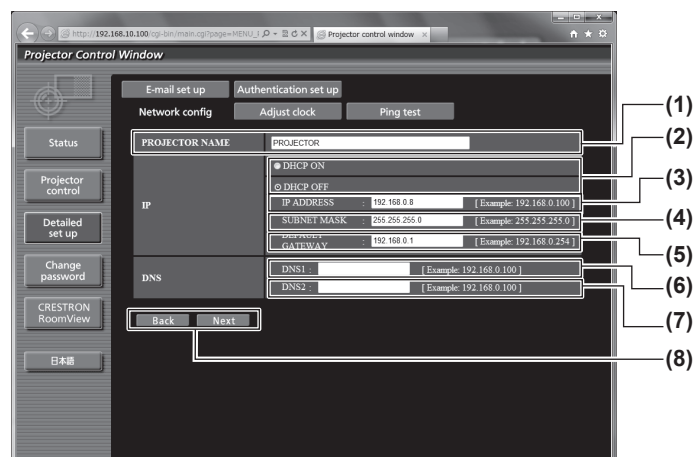 http://192.168.10.100/cgi-bin/main.cgi?page=MENU_I
Projector control window
Projector Control Window
E-mail set up
Authentication set up
Network config
Adjust clock
Ping test
(1)
(2)
(3)
(4)
(5)
(6)
(7)
(8)
Status
Projector
control
Detailed
set up
Change
password
CRESTRON
RoomView
日本語
PROJECTOR NAME
PROJECTOR
IP
DHCP ON
DHCP OFF
IP ADDRESS : 192.168.0.8 [ Example: 192.168.0.100 ]
SUBNET MASK : 255.255.255.0 [ Example: 255.255.255.0 ]
DEFAULT
GATEWAY : 192.168.0.1 [ Example: 192.168.0.254 ]
DNS
DNS1 : [ Example: 192.168.0.100 ]
DNS2 : [ Example: 192.168.0.100 ]
Back Next